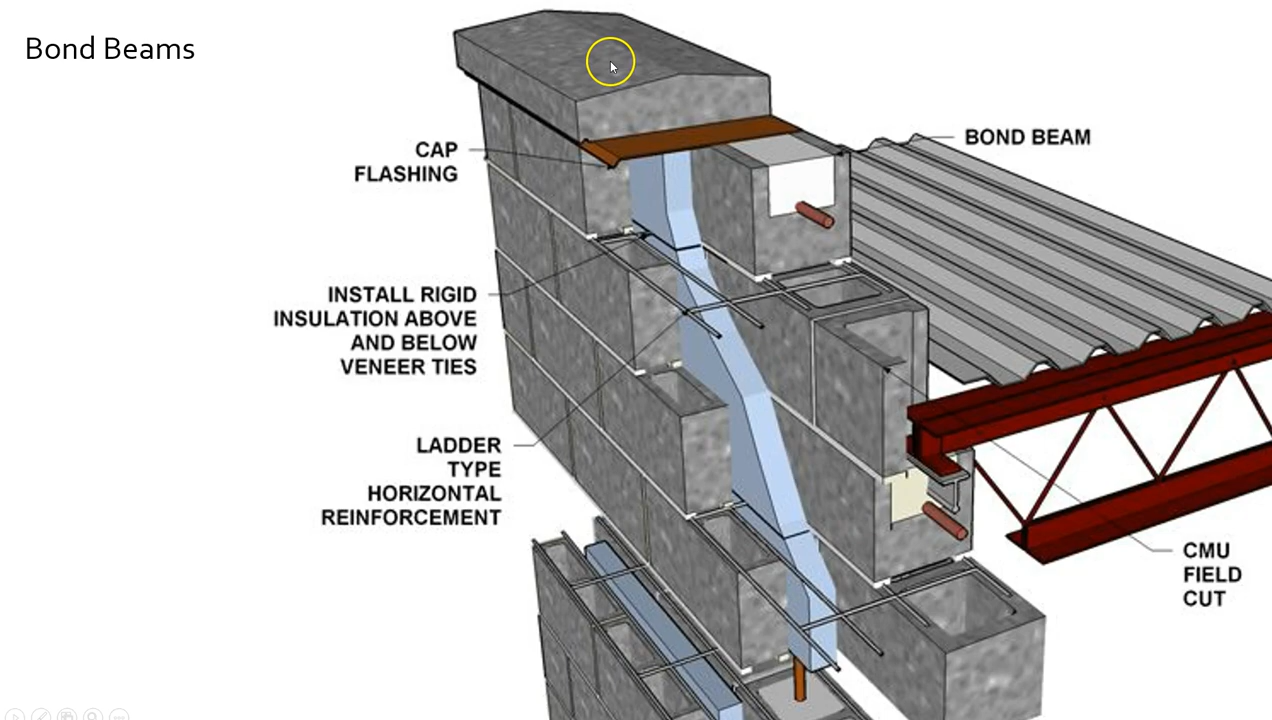 Bond Beams
CAP
FLASHING
BOND BEAM
INSTALL RIGID
INSULATION ABOVE
AND BELOW
VENEER TIES
LADDER
TYPE
HORIZONTAL
REINFORCEMENT
CMU
FIELD
CUT